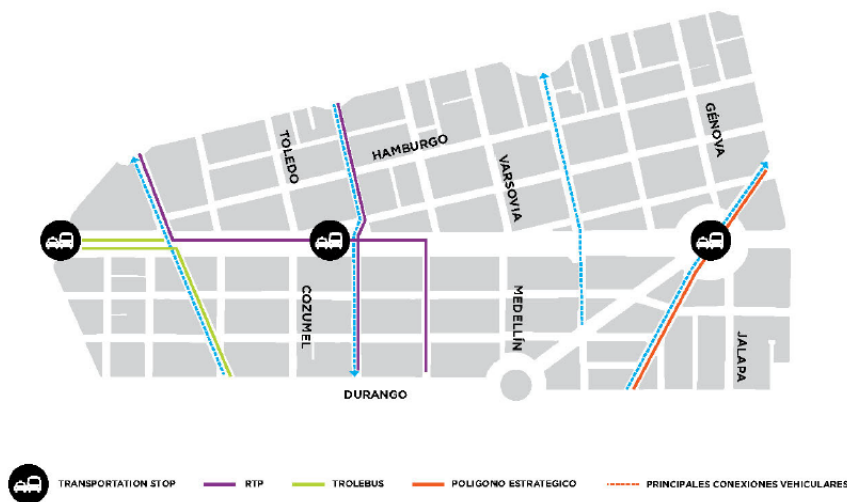 GÉNOVA
TOLEDO
HAMBURGO
VARSOVIA
COZUMEL
MEDELLÍN
JALAPA
DURANGO
TRANSPORTATION STOP RTP TROLEBUS POLIGONO ESTRATEGICO PRINCIPALES CONEXIONES VEHICULARES